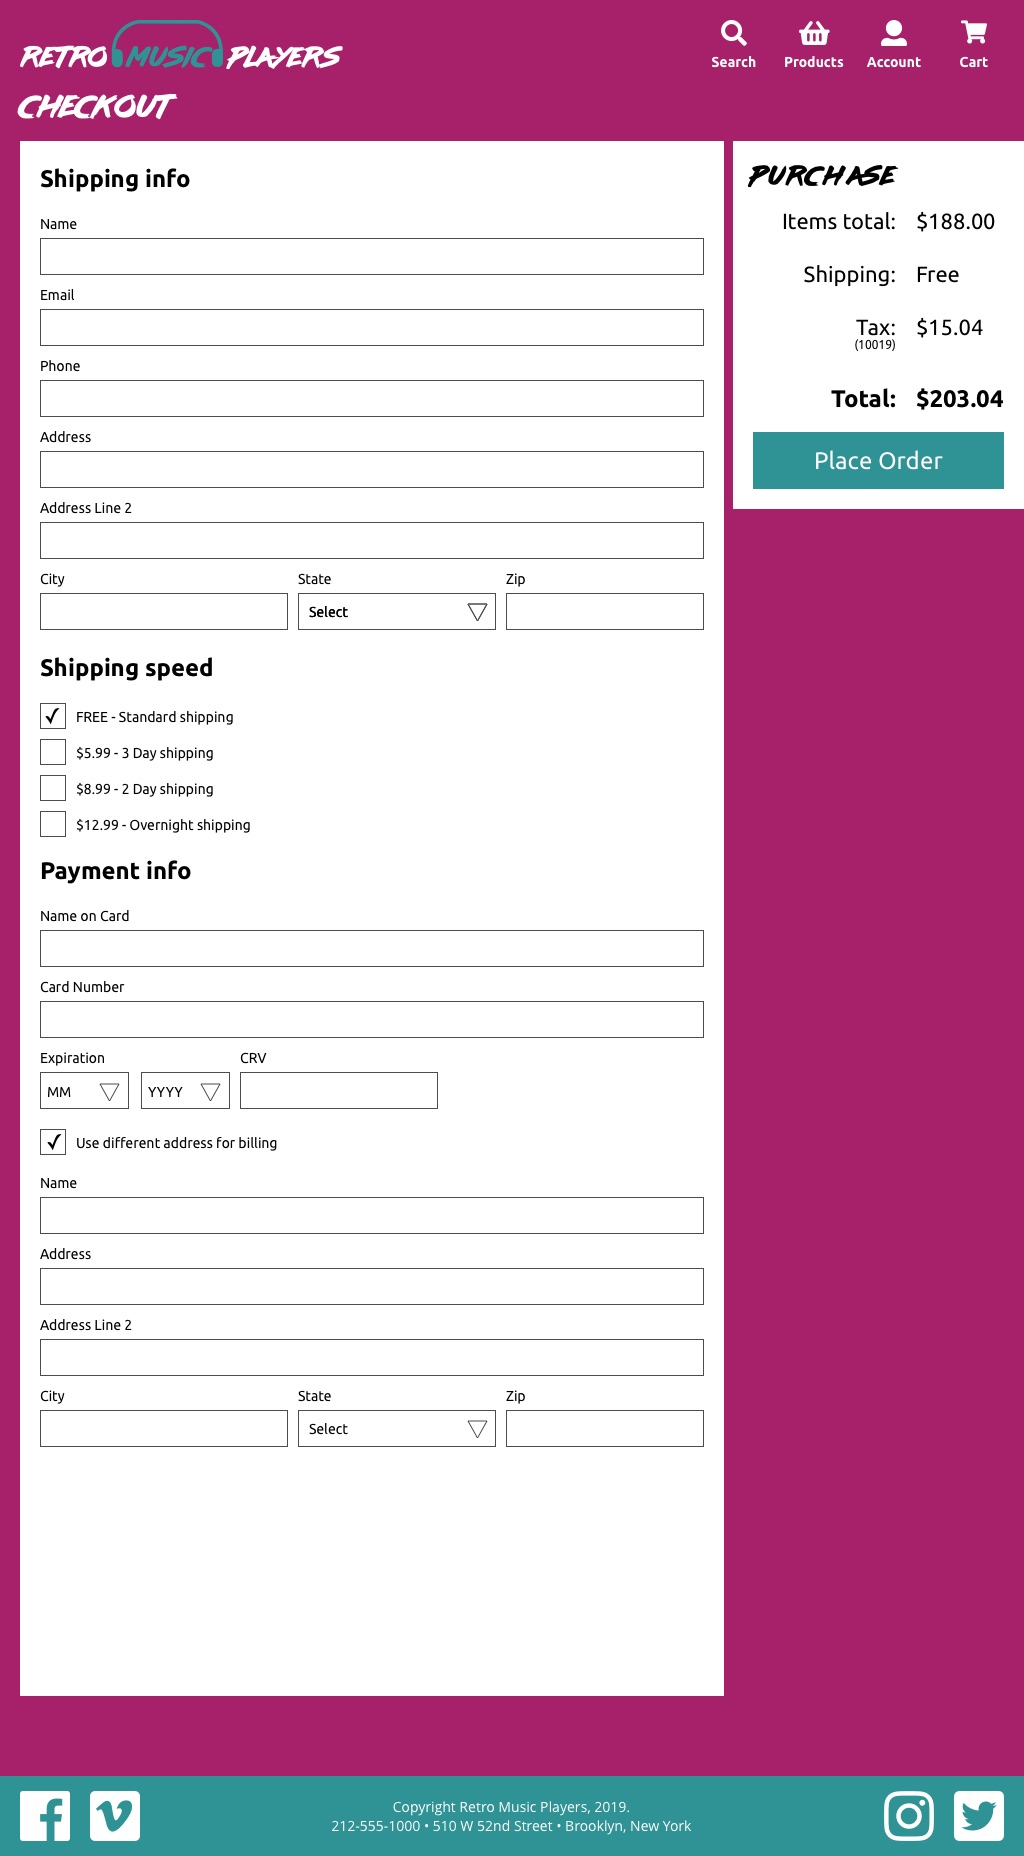 RETRO MUSIC PLAYERS
Search Products Account Cart
CHECKOUT
Shipping info
Name
Email
Phone
Address
Address Line 2
City State Zip
Select
Shipping speed
FREE - Standard shipping
$5.99 - 3 Day shipping
$8.99 - 2 Day shipping
$12.99 - Overnight shipping
Payment info
Name on Card
Card Number
Expiration CRV
MM YYYY
Use different address for billing
Name
Address
Address Line 2
City State Zip
Select
PURCHASE
Items total: $188.00
Shipping: Free
Tax: $15.04
(10019)
Total: $203.04
Place Order
Copyright Retro Music Players, 2019.
212-555-1000 • 510 W 52nd Street • Brooklyn, New York